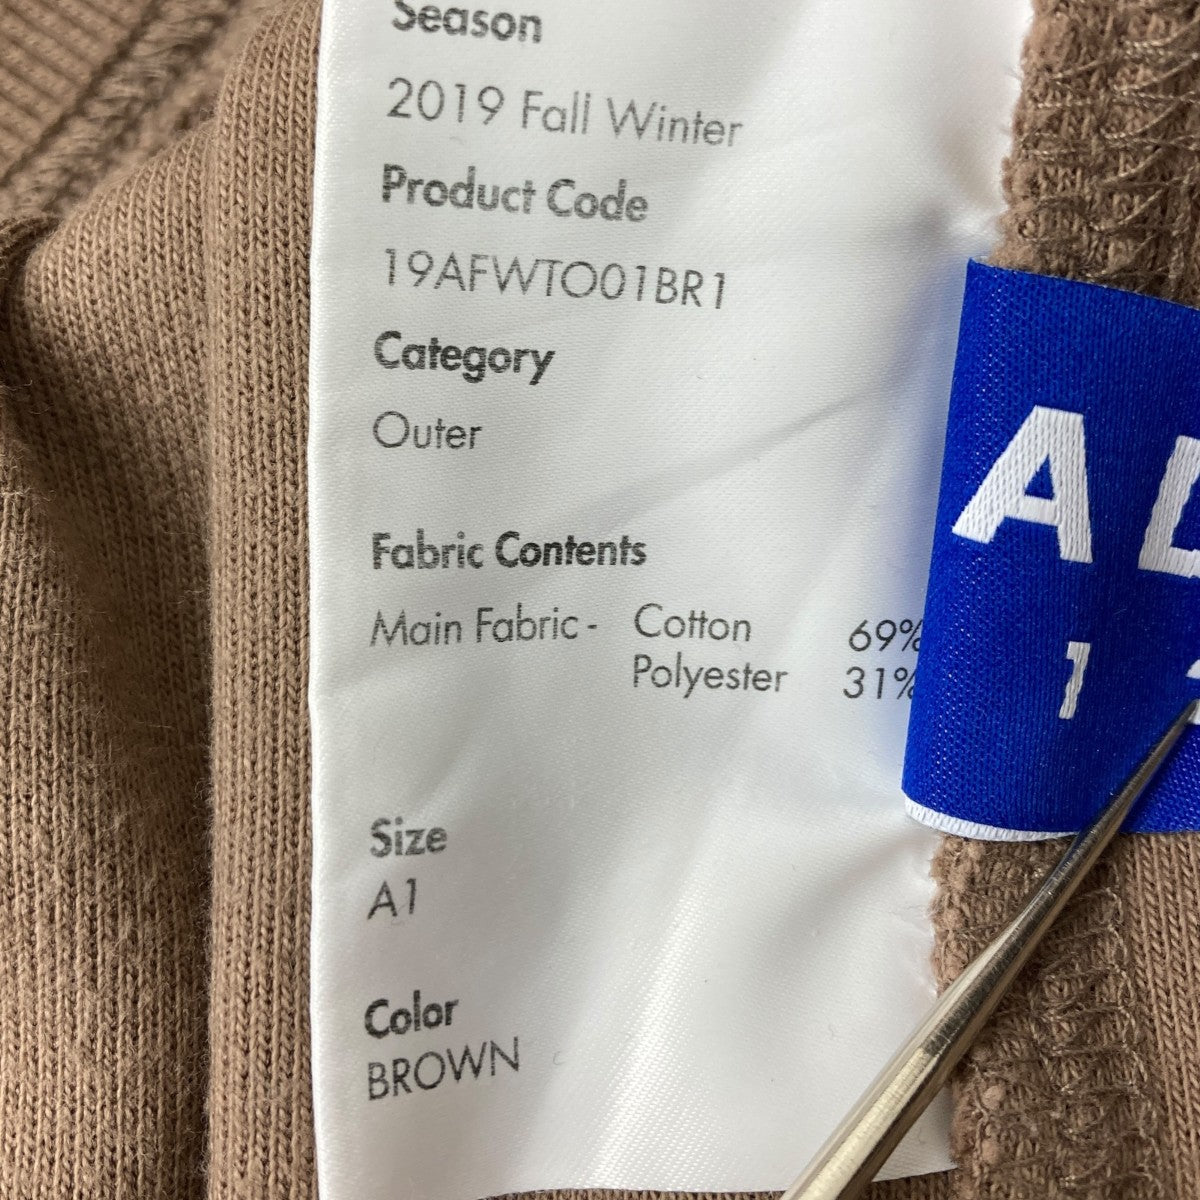 Season
2019 Fall Winter
Product Code
19AFWTO01BR1
Category
Outer
Fabric Contents
Main Fabric - Cotton 69%
Polyester 31%
Size
A1
Color
BROWN
A
1